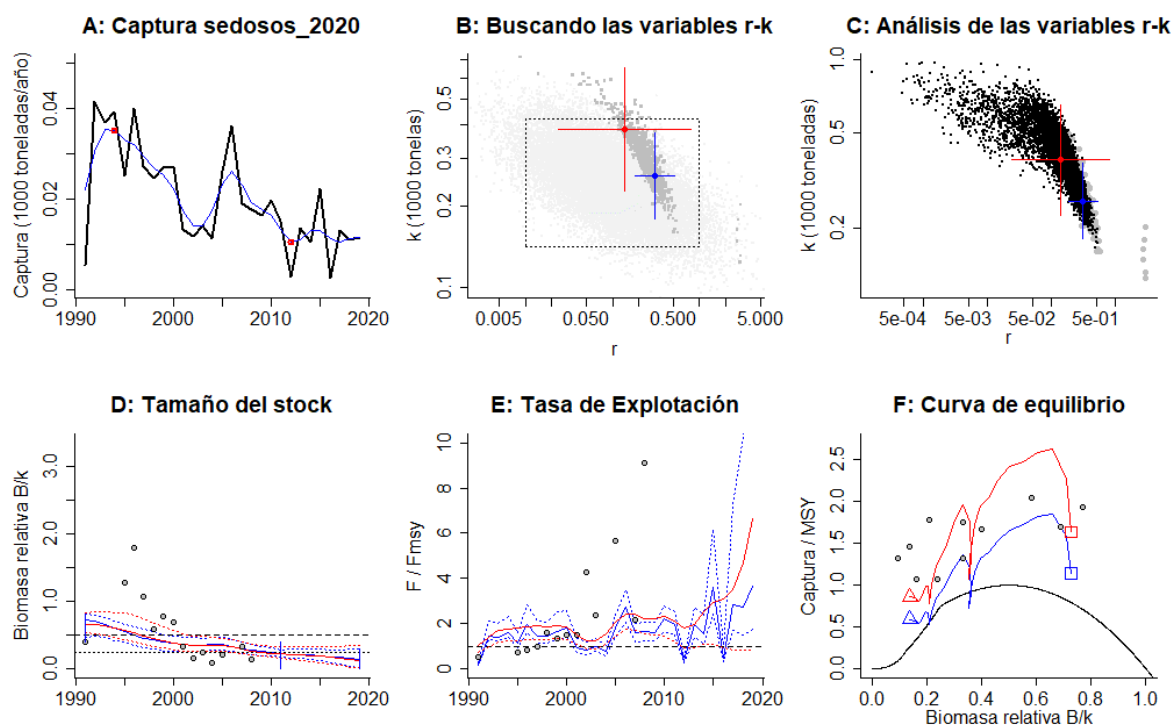 A: Captura sedosos_2020
Captura (1000 toneladas/año)
0.00
0.02
0.04
1990
2000
2010
2020
B: Buscando las variables r-k
k (1000 tonelas)
0.1
0.2
0.3
0.5
0.005
0.050
0.500
5.000
r
C: Análisis de las variables r-k
k (1000 toneladas)
0.2
0.5
1.0
5e-04
5e-03
5e-02
5e-01
r
D: Tamaño del stock
Biomasa relativa B/k
0.0
1.0
2.0
3.0
1990
2000
2010
2020
E: Tasa de Explotación
F / Fmsy
0
2
4
6
8
10
1990
2000
2010
2020
F: Curva de equilibrio
Captura / MSY
0.0
0.5
1.0
1.5
2.0
2.5
0.0
0.2
0.4
0.6
0.8
1.0
Biomasa relativa B/k